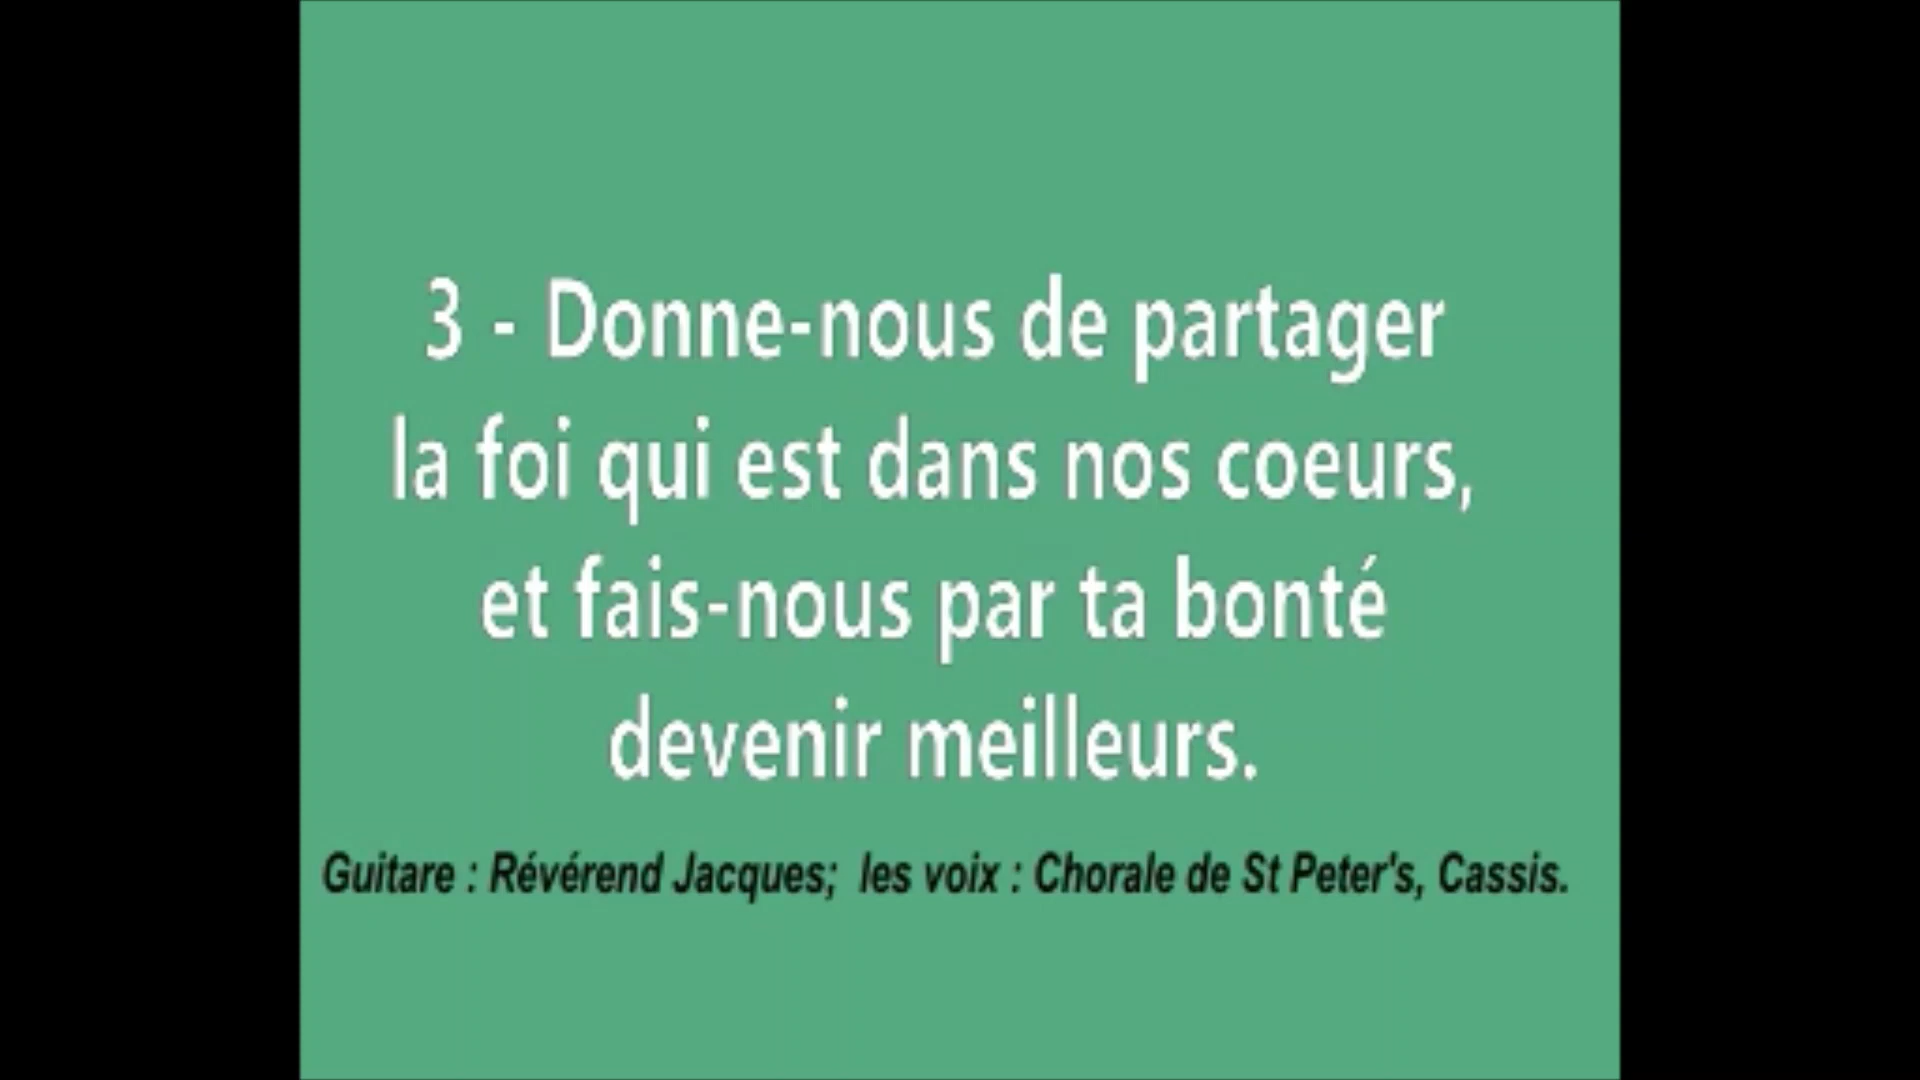 3 - Donne-nous de partager
la foi qui est dans nos coeurs,
et fais-nous par ta bonté
devenir meilleurs.
Guitare : Révérend Jacques;  les voix : Chorale de St Peter's, Cassis.